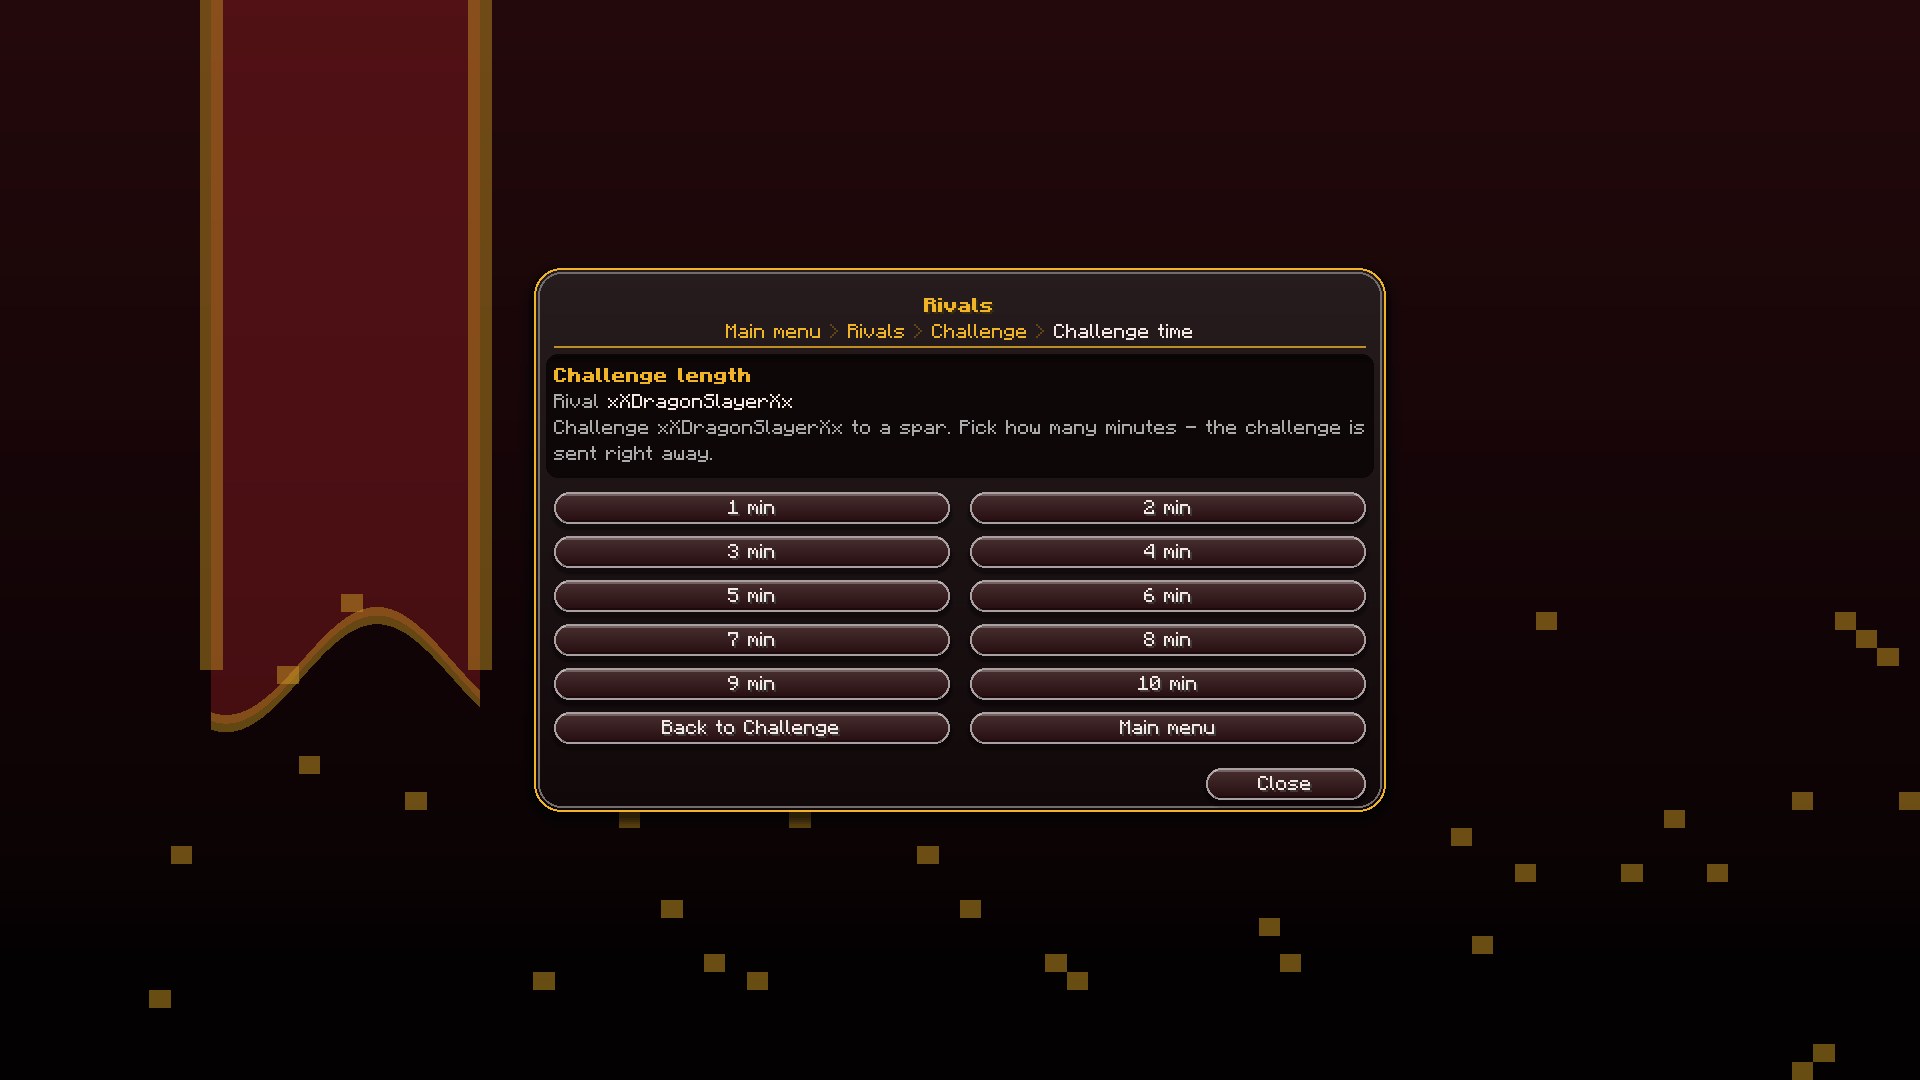 Rivals
Main menu > Rivals > Challenge > Challenge time
Challenge length
Rival xXDragonSlayerXx
Challenge xXDragonSlayerXx to a spar. Pick how many minutes – the challenge is
sent right away.
1 min
2 min
3 min
4 min
5 min
6 min
7 min
8 min
9 min
10 min
Back to Challenge
Main menu
Close